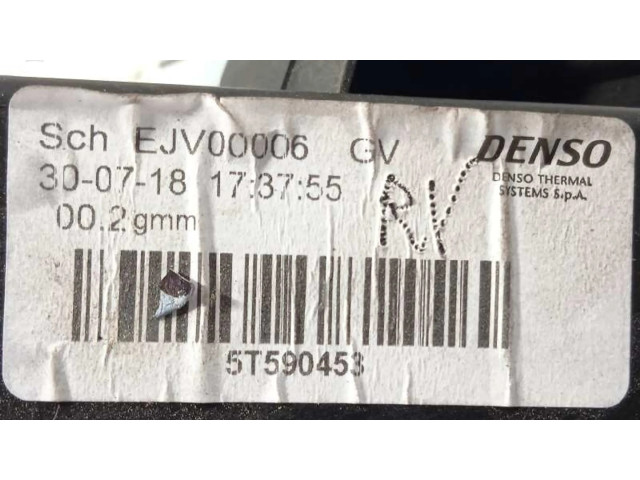 Sch EJV00006 GV DENSO
30-07-18 17:37:55 DENSO THERMAL
SYSTEMS S.p.A.
00.2 gmm RV
5T590453